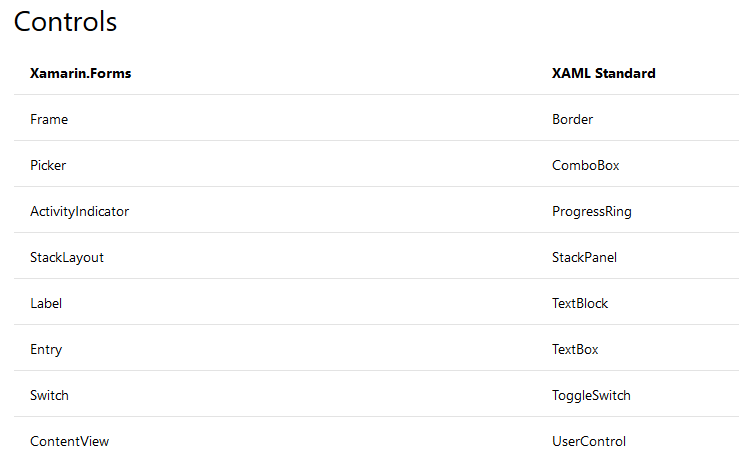 Controls
Xamarin.Forms XAML Standard
Frame Border
Picker ComboBox
ActivityIndicator ProgressRing
StackLayout StackPanel
Label TextBlock
Entry TextBox
Switch ToggleSwitch
ContentView UserControl